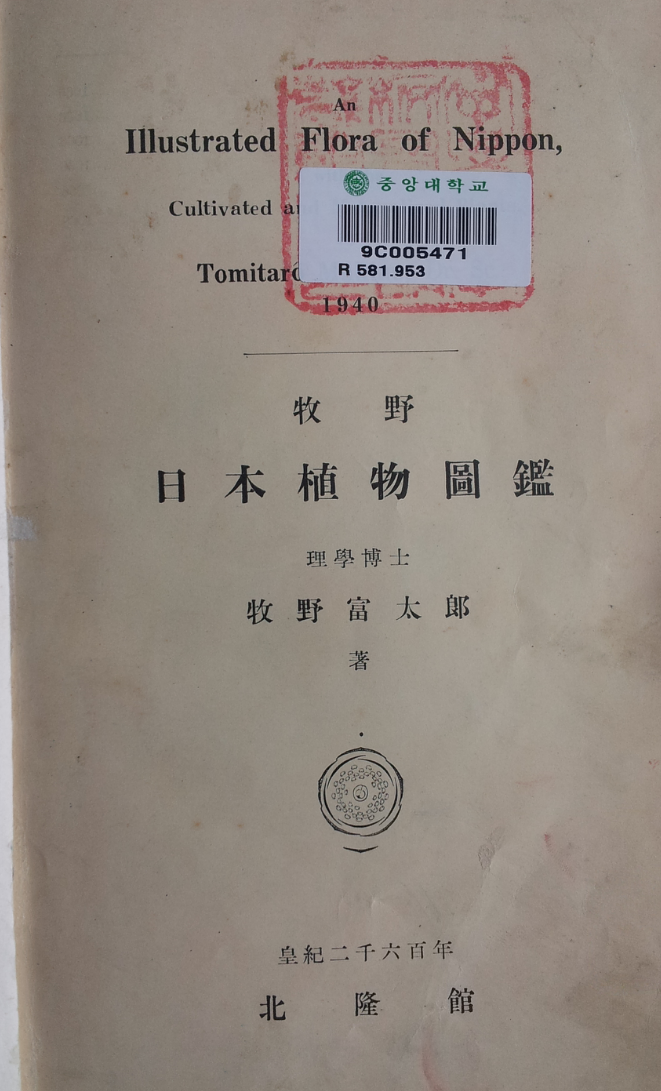 An
Illustrated Flora of Nippon,
중앙대학교
Cultivated
9C005471
R 581.953
1940
牧野
日本植物圖鑑
理學博士
牧野富太郎
著
皇紀二千六百年
北隆館